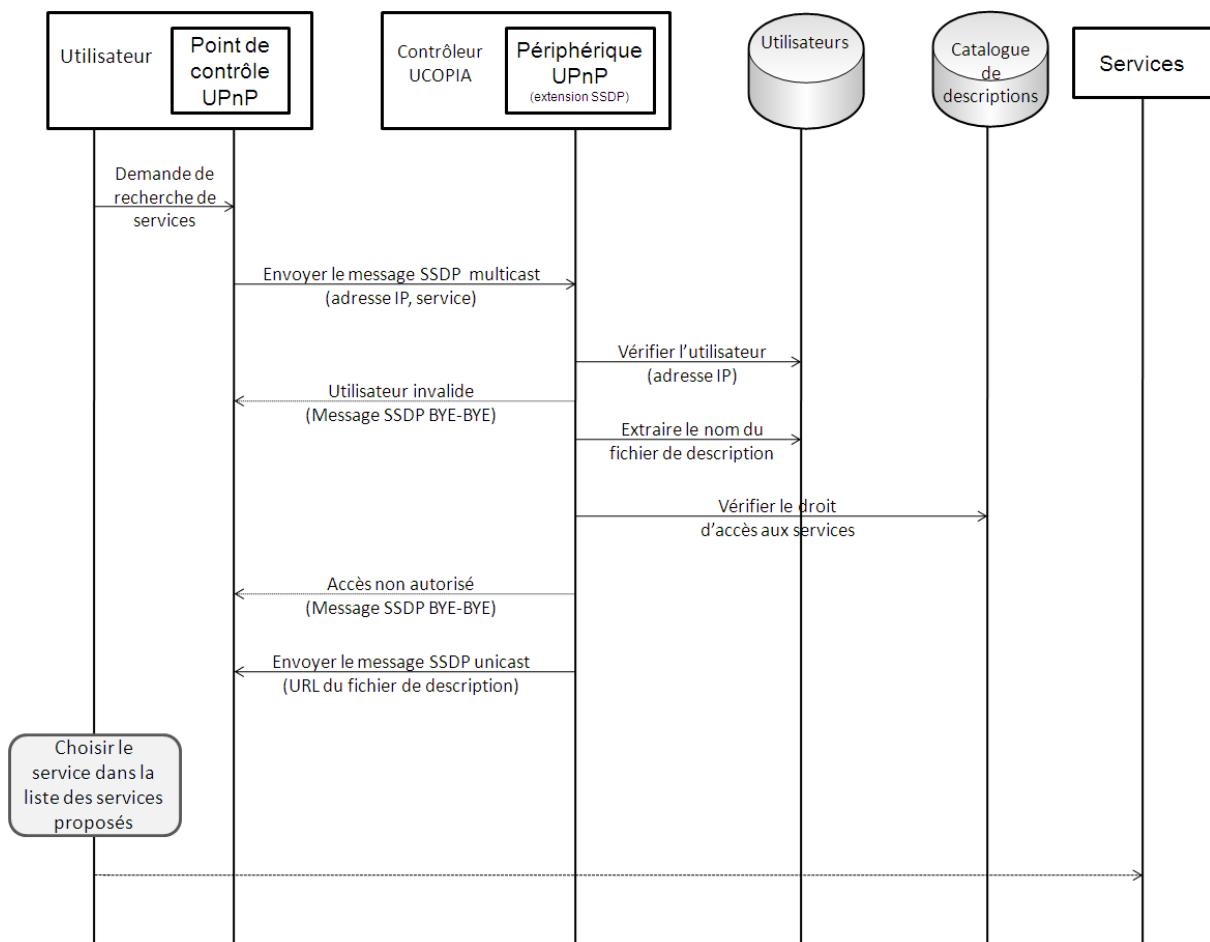 Utilisateur
Point de
contrôle
UPnP
Contrôleur
UCOPIA
Périphérique
UPnP
(extension SSDP)
Utilisateurs
Catalogue
de
descriptions
Services
Demande de
recherche de
services
Envoyer le message SSDP multicast
(adresse IP, service)
Vérifier l’utilisateur
(adresse IP)
Utilisateur invalide
(Message SSDP BYE-BYE)
Extraire le nom du
fichier de description
Vérifier le droit
d’accès aux services
Accès non autorisé
(Message SSDP BYE-BYE)
Envoyer le message SSDP unicast
(URL du fichier de description)
Choisir le
service dans la
liste des services
proposés